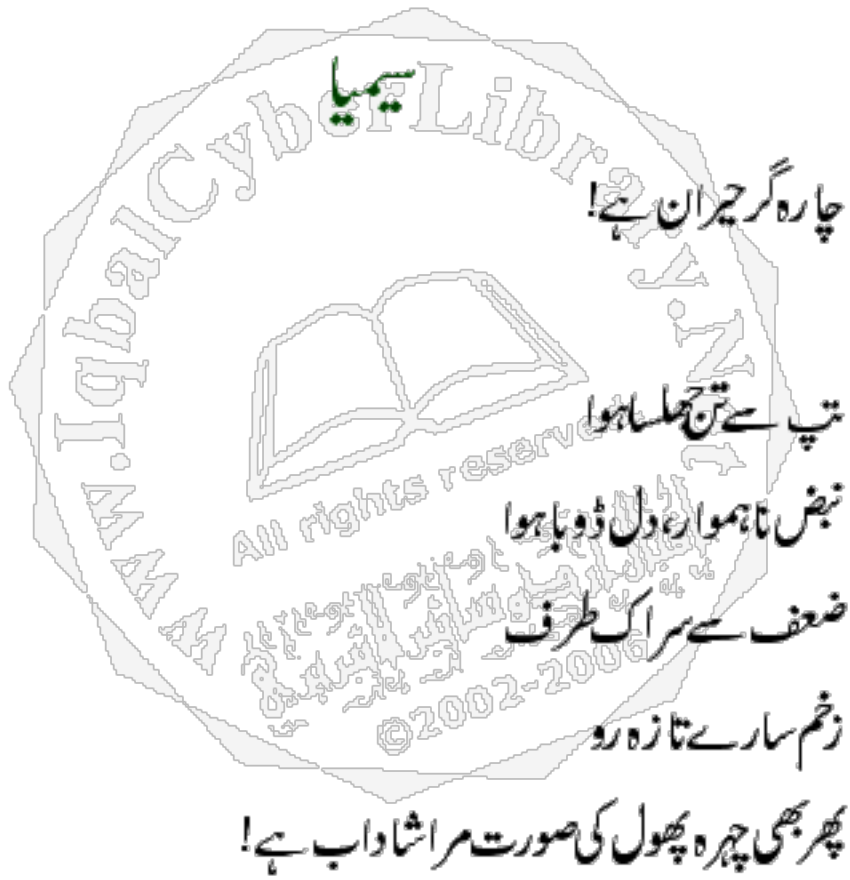 سیمیا
چارہ گر حیران ہے!
تپ سے تن جھلسا ہوا
نبض ناہموار، دل ڈوبا ہوا
ضعف سے سر اک طرف
زخم سارے تازہ رو
پھر بھی چہرہ پھول کی صورت مرا شاداب ہے!
www.IqbalCyberLibrary.Net
All rights reserved
©2002-2006